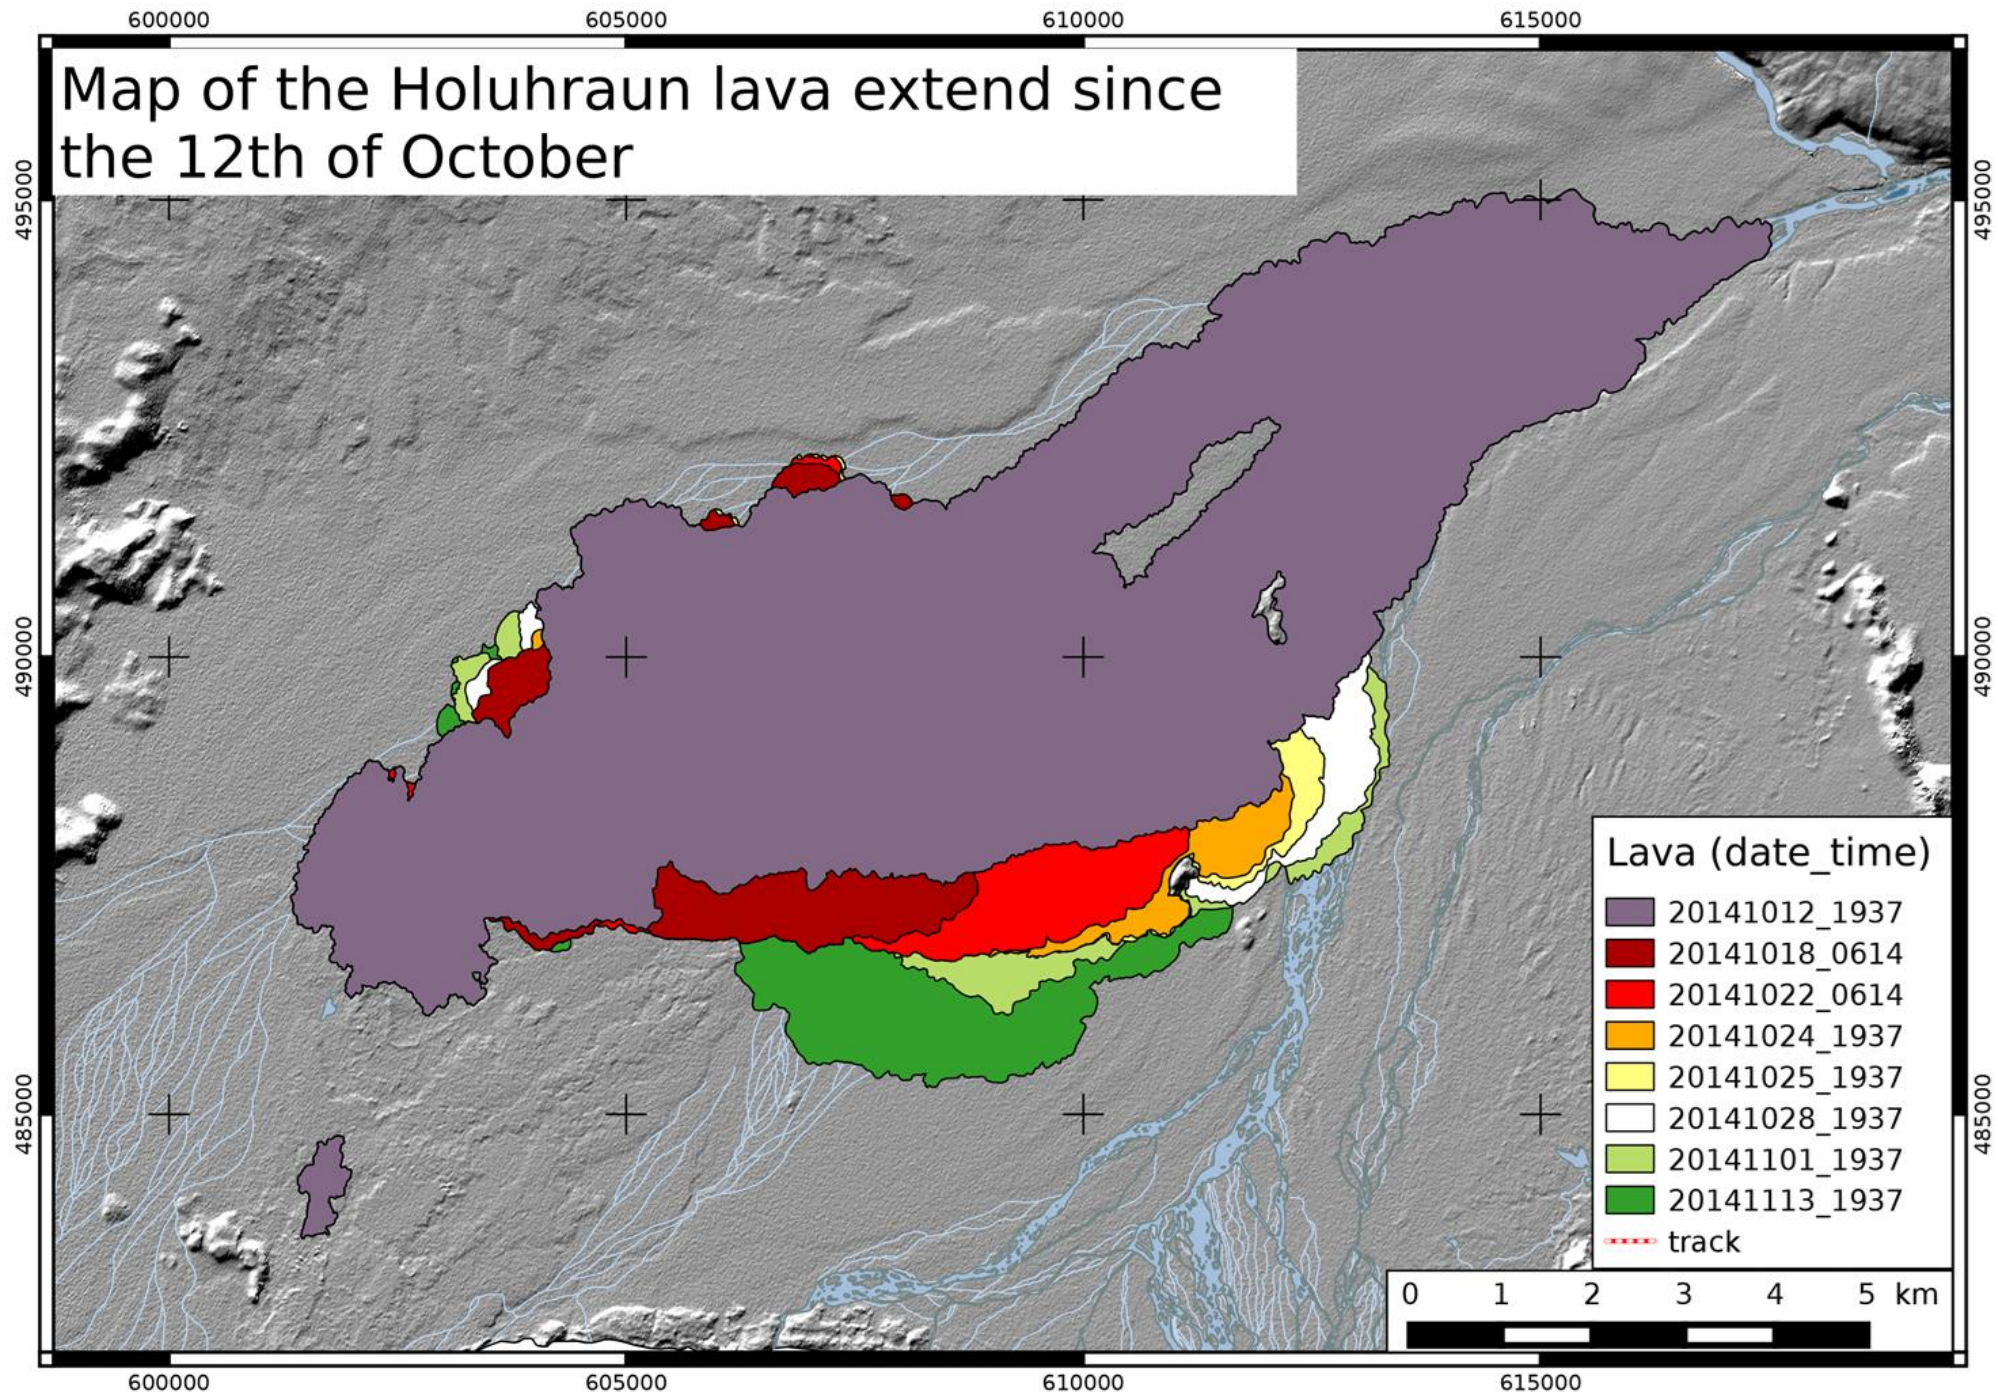 600000 605000 610000 615000
Map of the Holuhraun lava extend since
the 12th of October
495000 495000
490000 490000
485000 485000
Lava (date_time)
20141012_1937
20141018_0614
20141022_0614
20141024_1937
20141025_1937
20141028_1937
20141101_1937
20141113_1937
track
0 1 2 3 4 5 km
600000 605000 610000 615000